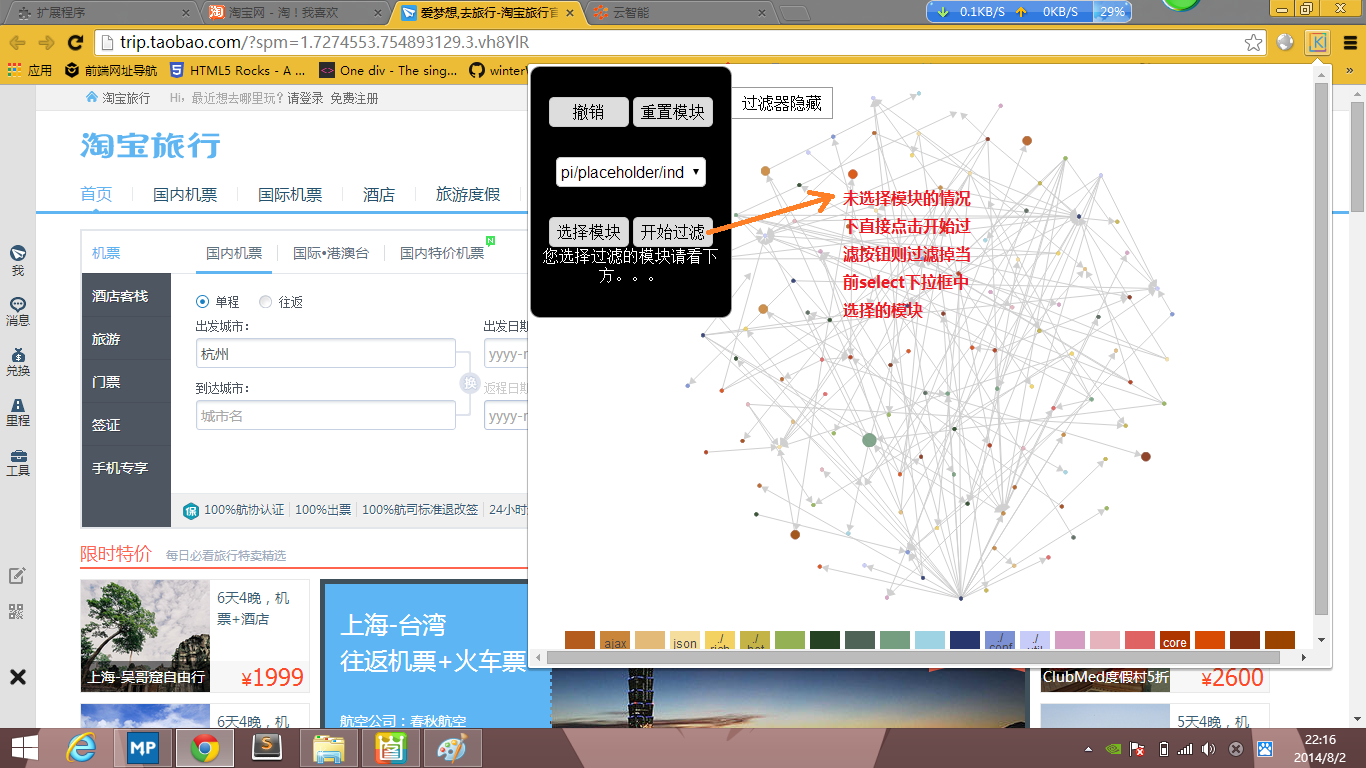 扩展程序
淘宝网 - 淘！我喜欢
爱梦想,去旅行-淘宝旅行官
云智能
0.1KB/S
0KB/S
29%
trip.taobao.com/?spm=1.7274553.754893129.3.vh8YlR
应用
前端网址导航
HTML5 Rocks - A ...
One div - The sing...
winter
»
淘宝旅行
Hi，最近想去哪里玩？请登录 免费注册
撤销
重置模块
过滤器隐藏
淘宝旅行
pi/placeholder/ind
首页
国内机票
国际机票
酒店
旅游度假
未选择模块的情况
下直接点击开始过
滤按钮则过滤掉当
前select下拉框中
选择的模块
选择模块
开始过滤
您选择过滤的模块请看下
方。。。
机票
国内机票
国际•港澳台
国内特价机票
N
我
消息
兑换
里程
工具
酒店客栈
旅游
门票
签证
手机专享
单程
往返
出发城市：
出发日期
杭州
yyyy-r
换
到达城市：
返程日期
城市名
yyyy-r
保
100%航协认证
100%出票
100%航司标准退改签
24小时
限时特价
每日必看旅行特卖精选
6天4晚，机
票+酒店
上海-吴哥窟自由行
¥1999
上海-台湾
往返机票+火车票
航空公司：春秋航空
ajax
json
./
rich
./
hot
./
conf
./
util
core
ClubMed度假村5折
¥2600
6天4晚，机
5天4晚，机
MP
S
图
22:16
2014/8/2